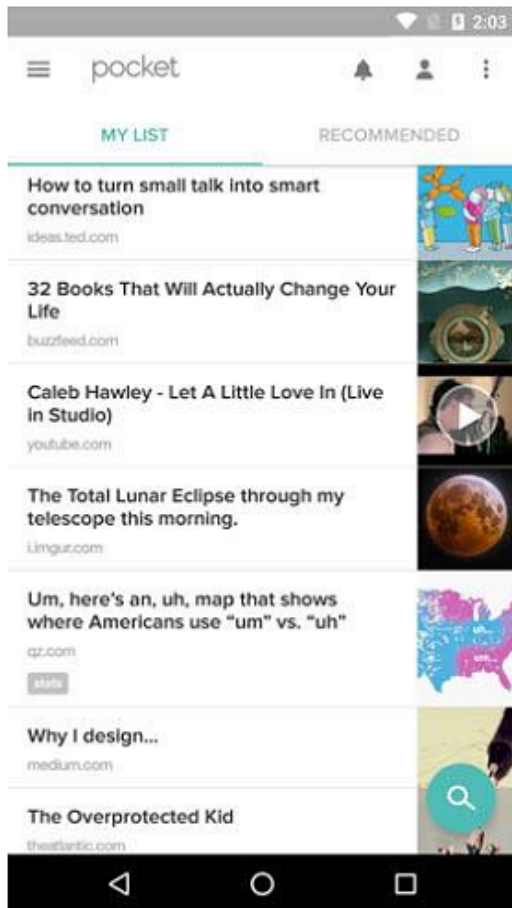 2:03
pocket
MY LIST RECOMMENDED
How to turn small talk into smart
conversation
ideas.ted.com
32 Books That Will Actually Change Your
Life
buzzfeed.com
Caleb Hawley - Let A Little Love In (Live
in Studio)
youtube.com
The Total Lunar Eclipse through my
telescope this morning.
i.imgur.com
Um, here's an, uh, map that shows
where Americans use “um” vs. “uh”
qz.com
uh...
um...
stats
Why I design...
medium.com
The Overprotected Kid
theatlantic.com